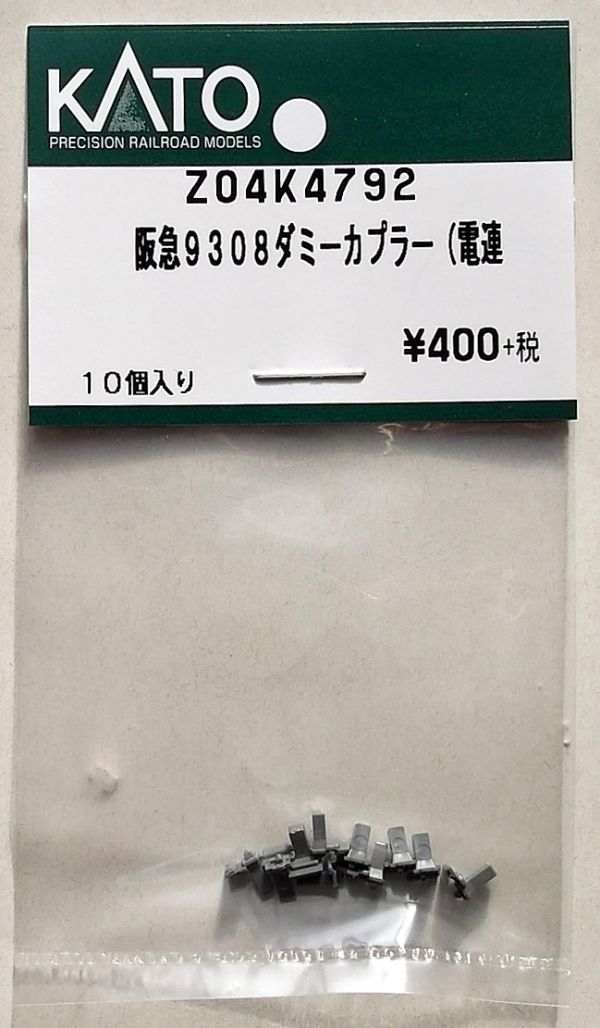 KATO
PRECISION RAILROAD MODELS
Z04K4792
阪急9308ダミーカプラー(電連
¥400+税
10個入り